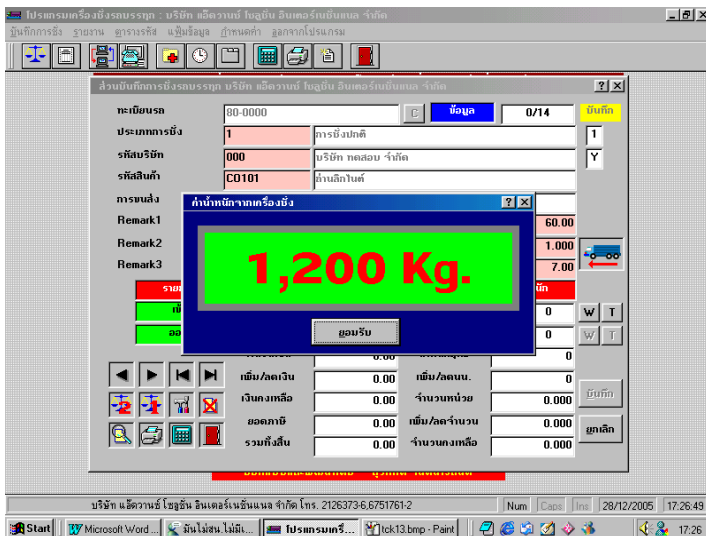 โปรแกรมเครื่องชั่งรถบรรทุก : บริษัท แอ๊ดวานซ์ โซลูชั่น อินเตอร์เนชั่นแนล จำกัด
บันทึกการชั่ง รายงาน ตารางรหัส แฟ้มข้อมูล กำหนดค่า ออกจากโปรแกรม
ส่วนบันทึกการชั่งรถบรรทุก บริษัท แอ๊ดวานซ์ โซลูชั่น อินเตอร์เนชั่นแนล จำกัด
ทะเบียนรถ 80-0000 C ข้อมูล 0/14 บันทึก
ประเภทการชั่ง 1 การชั่งปกติ 1
รหัสบริษัท 000 บริษัท ทดสอบ จำกัด Y
รหัสสินค้า C0101 ถ่านลิกไนต์
การขนส่ง
ค่าน้ำหนักจากเครื่องชั่ง
Remark1 60.00
Remark2 1.000
Remark3 7.00
1,200 Kg.
0 W T
0 W T
ยอมรับ
0.00 0
เพิ่ม/ลดเงิน 0.00 เพิ่ม/ลดนน. 0
เงินคงเหลือ 0.00 จำนวนหน่วย 0.000 บันทึก
ยอดภาษี 0.00 เพิ่ม/ลดจำนวน 0.000
รวมทั้งสิ้น 0.00 จำนวนคงเหลือ 0.000 ยกเลิก
บริษัท แอ๊ดวานซ์ โซลูชั่น อินเตอร์เนชั่นแนล จำกัด โทร. 2126373-6,6751761-2 Num Caps Ins 28/12/2005 17:26:49
Start Microsoft Word ... มันไม่สน.ไม่มีเ... โปรแกรมเครื่... tck13.bmp - Paint 17:26